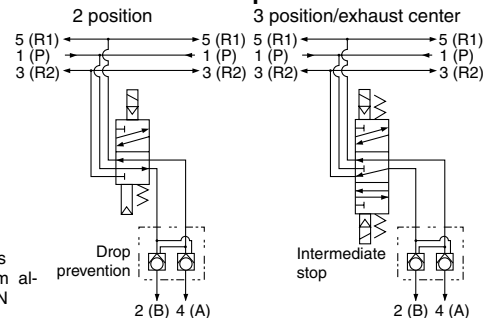 2 position
3 position/exhaust center
5 (R1) 5 (R1) 5 (R1) 5 (R1)
1 (P) 1 (P) 1 (P) 1 (P)
3 (R2) 3 (R2) 3 (R2) 3 (R2)
Drop
prevention
Intermediate
stop
s
m al-
N
2 (B) 4 (A) 2 (B) 4 (A)